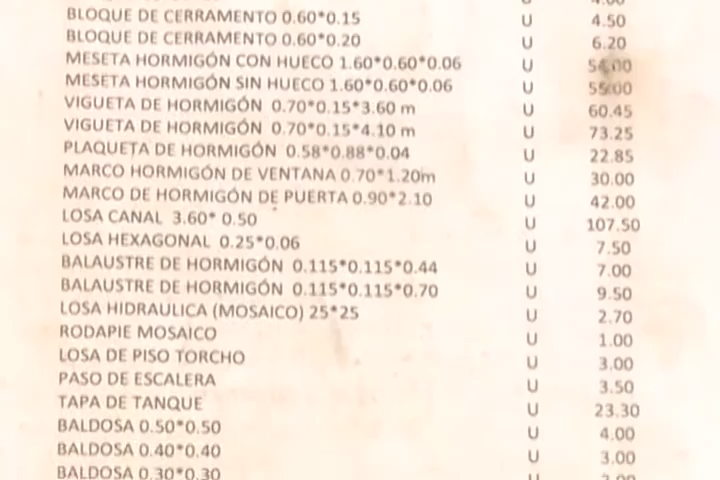 BLOQUE DE CERRAMENTO 0.60*0.15 U 4.50
BLOQUE DE CERRAMENTO 0.60*0.20 U 6.20
MESETA HORMIGÓN CON HUECO 1.60*0.60*0.06 U
MESETA HORMIGÓN SIN HUECO 1.60*0.60*0.06 U 55.00
VIGUETA DE HORMIGÓN 0.70*0.15*3.60 m U 60.45
VIGUETA DE HORMIGÓN 0.70*0.15*4.10 m U 73.25
PLAQUETA DE HORMIGÓN 0.58*0.88*0.04 U 22.85
MARCO HORMIGÓN DE VENTANA 0.70*1.20m U 30.00
MARCO DE HORMIGÓN DE PUERTA 0.90*2.10 U 42.00
LOSA CANAL 3.60* 0.50 U 107.50
LOSA HEXAGONAL 0.25*0.06 U 7.50
BALAUSTRE DE HORMIGÓN 0.115*0.115*0.44 U 7.00
BALAUSTRE DE HORMIGÓN 0.115*0.115*0.70 U 9.50
LOSA HIDRAULICA (MOSAICO) 25*25 U 2.70
RODAPIE MOSAICO U 1.00
LOSA DE PISO TORCHO U 3.00
PASO DE ESCALERA U 3.50
TAPA DE TANQUE U 23.30
BALDOSA 0.50*0.50 U 4.00
BALDOSA 0.40*0.40 U 3.00
BALDOSA 0.30*0.30 U